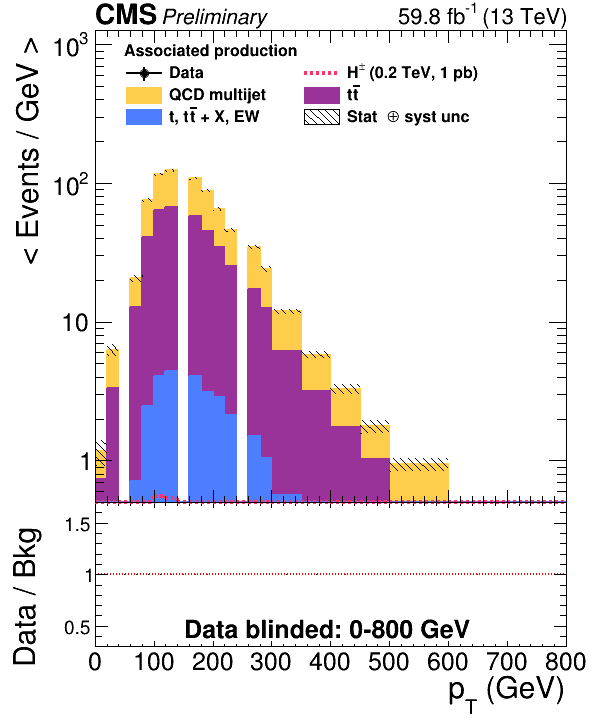 CMS Preliminary 59.8 fb⁻¹ (13 TeV)
< Events / GeV >
10³
10²
10
1
Associated production
Data
H± (0.2 TeV, 1 pb)
QCD multijet
tt̄
t, tt̄ + X, EW
Stat ⊕ syst unc
Data / Bkg
1.5
1
0.5
Data blinded: 0-800 GeV
0 100 200 300 400 500 600 700 800
p_T (GeV)